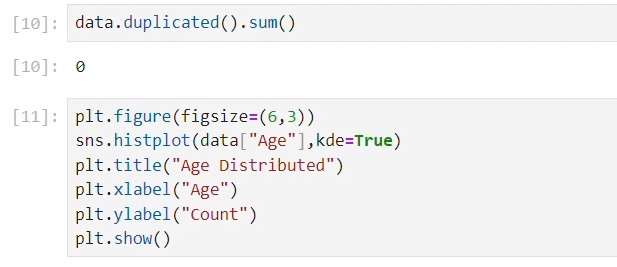 [10]: data.duplicated().sum()
[10]: 0
[11]: plt.figure(figsize=(6,3))
sns.histplot(data["Age"],kde=True)
plt.title("Age Distributed")
plt.xlabel("Age")
plt.ylabel("Count")
plt.show()